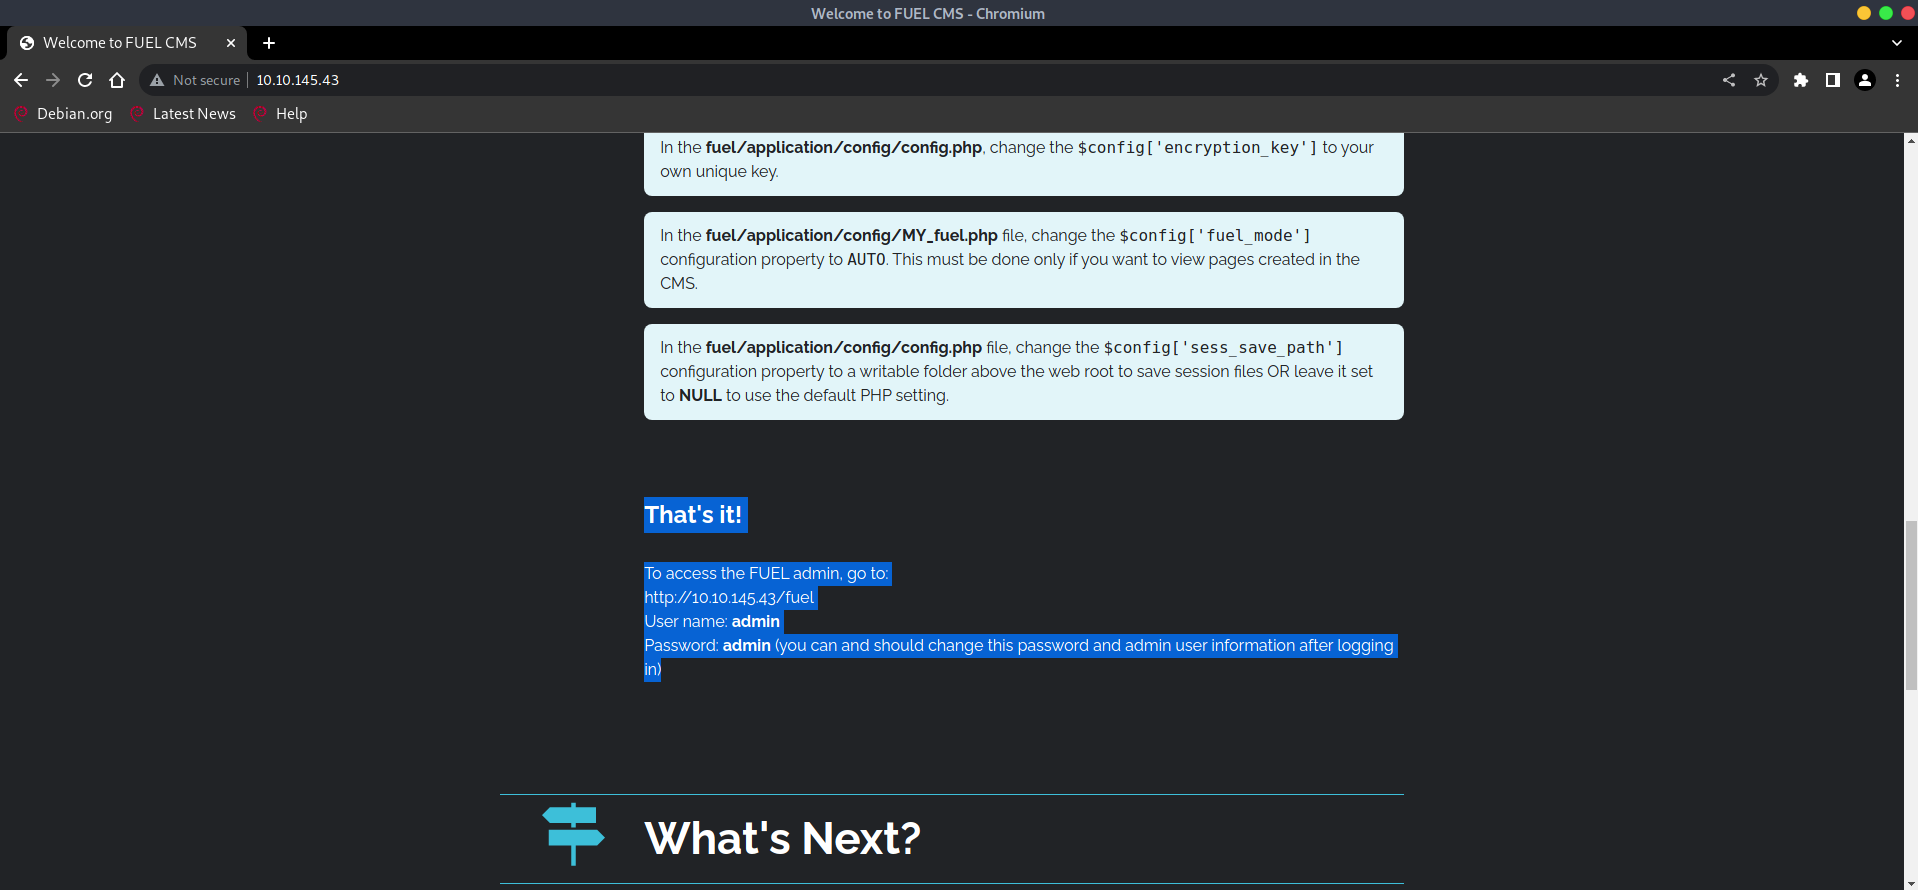 Welcome to FUEL CMS - Chromium
Welcome to FUEL CMS
Not secure 10.10.145.43
Debian.org Latest News Help
In the fuel/application/config/config.php, change the $config['encryption_key'] to your
own unique key.
In the fuel/application/config/MY_fuel.php file, change the $config['fuel_mode']
configuration property to AUTO. This must be done only if you want to view pages created in the
CMS.
In the fuel/application/config/config.php file, change the $config['sess_save_path']
configuration property to a writable folder above the web root to save session files OR leave it set
to NULL to use the default PHP setting.
That's it!
To access the FUEL admin, go to:
http://10.10.145.43/fuel
User name: admin
Password: admin (you can and should change this password and admin user information after logging
in)
What's Next?